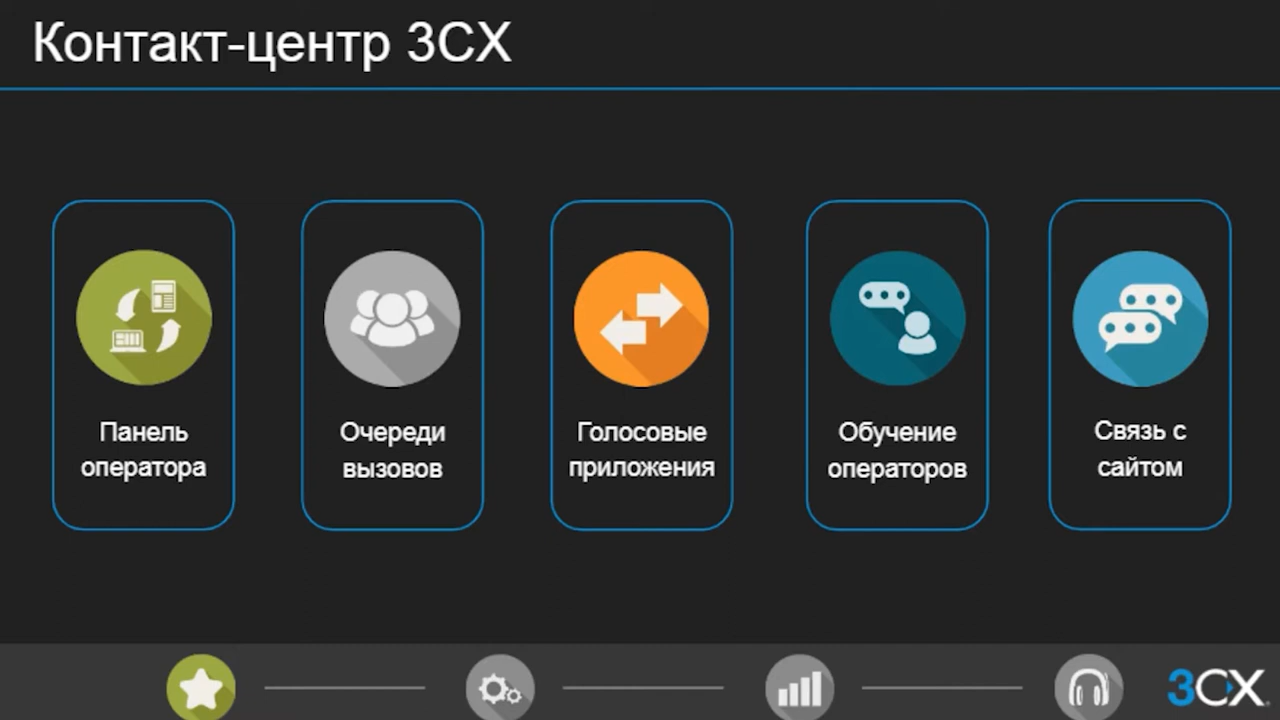 Контакт-центр 3CX
Панель
оператора
Очереди
вызовов
Голосовые
приложения
Обучение
операторов
Связь с
сайтом
3CX